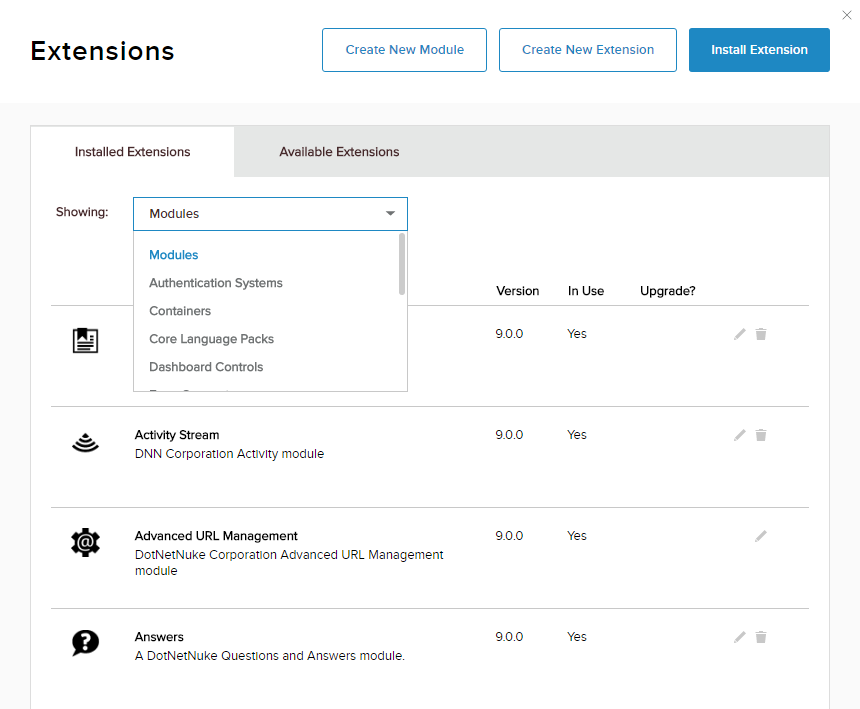 Extensions
Create New Module
Create New Extension
Install Extension
Installed Extensions
Available Extensions
Showing:
Modules
Modules
Authentication Systems
Containers
Core Language Packs
Dashboard Controls
Version In Use Upgrade?
9.0.0 Yes
Activity Stream 9.0.0 Yes
DNN Corporation Activity module
Advanced URL Management 9.0.0 Yes
DotNetNuke Corporation Advanced URL Management
module
Answers 9.0.0 Yes
A DotNetNuke Questions and Answers module.